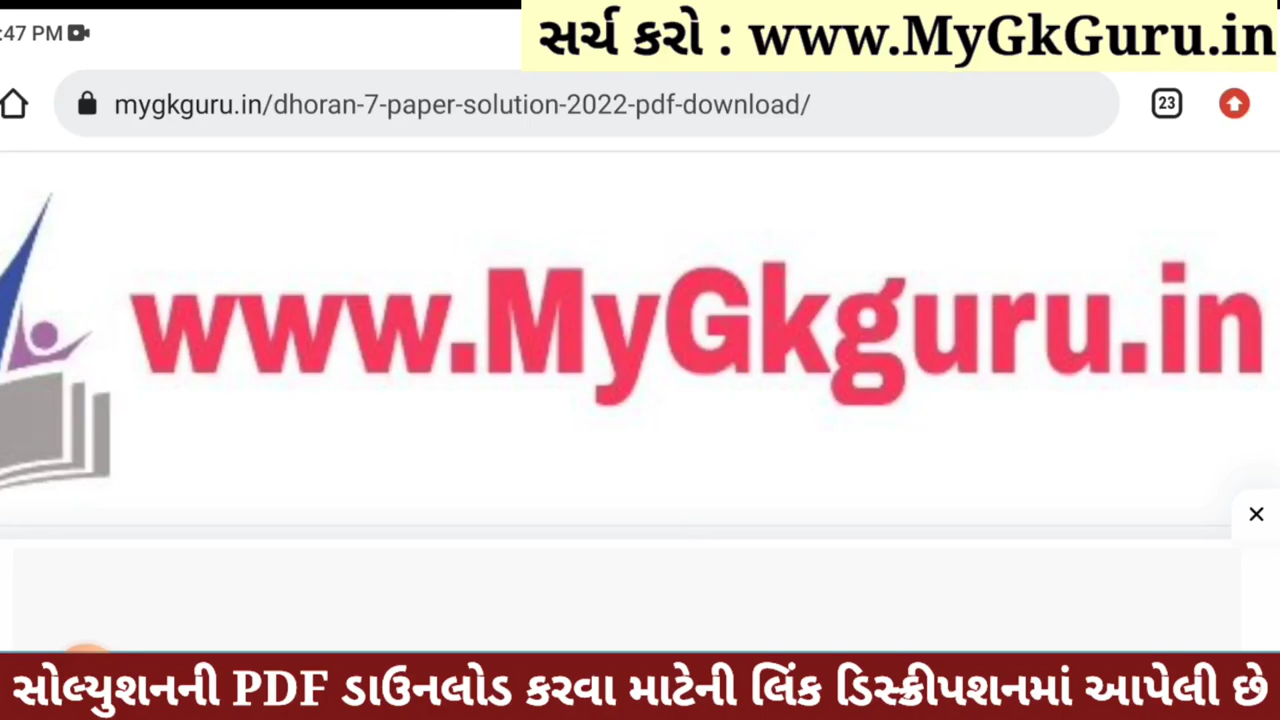 :47 PM
સર્ચ કરો : www.MyGkGuru.in
mygkguru.in/dhoran-7-paper-solution-2022-pdf-download/
23
www.MyGkguru.in
સોલ્યુશનની PDF ડાઉનલોડ કરવા માટેની લિંક ડિસ્ક્રીપશનમાં આપેલી છે